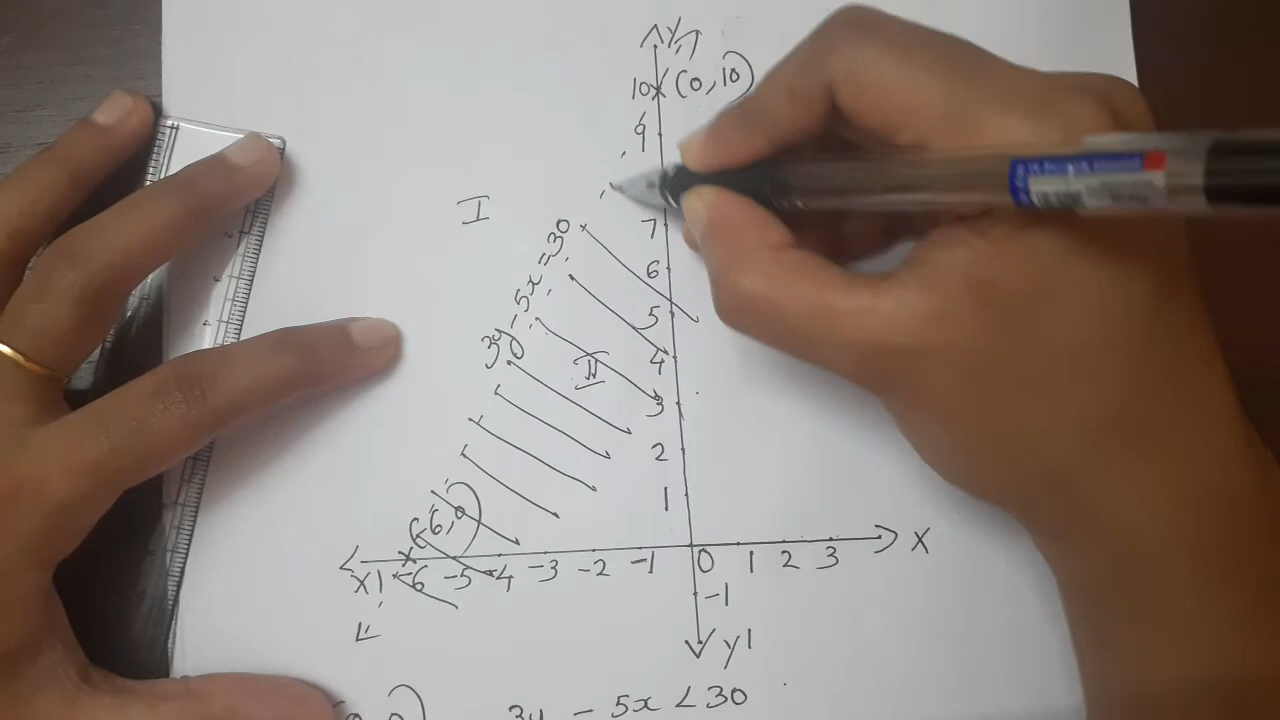 Y
10 (0,10)
9
I
7
3y - 5x = 30
6
5
4
II
3
2
1
(-6,0)
X
X' -6 -5 -4 -3 -2 -1 0 1 2 3
-1
Y'
3y - 5x < 30